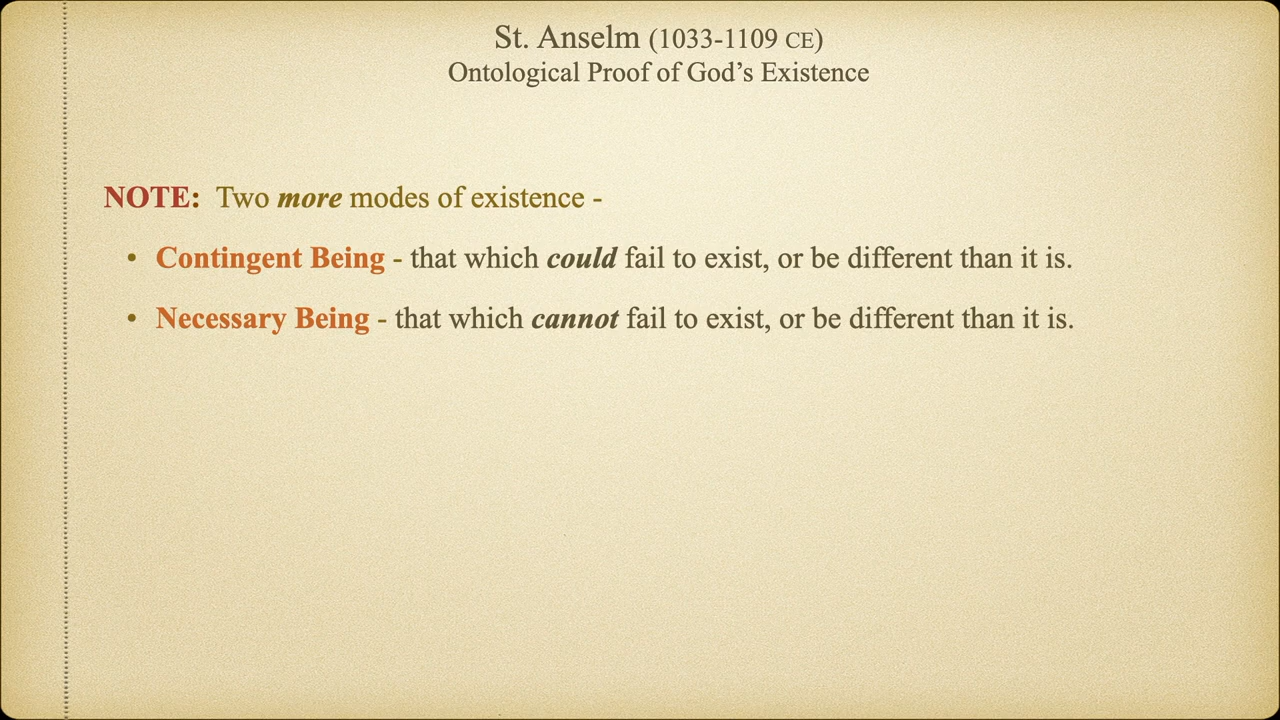 St. Anselm (1033-1109 CE)
Ontological Proof of God’s Existence
NOTE: Two more modes of existence -
• Contingent Being - that which could fail to exist, or be different than it is.
• Necessary Being - that which cannot fail to exist, or be different than it is.